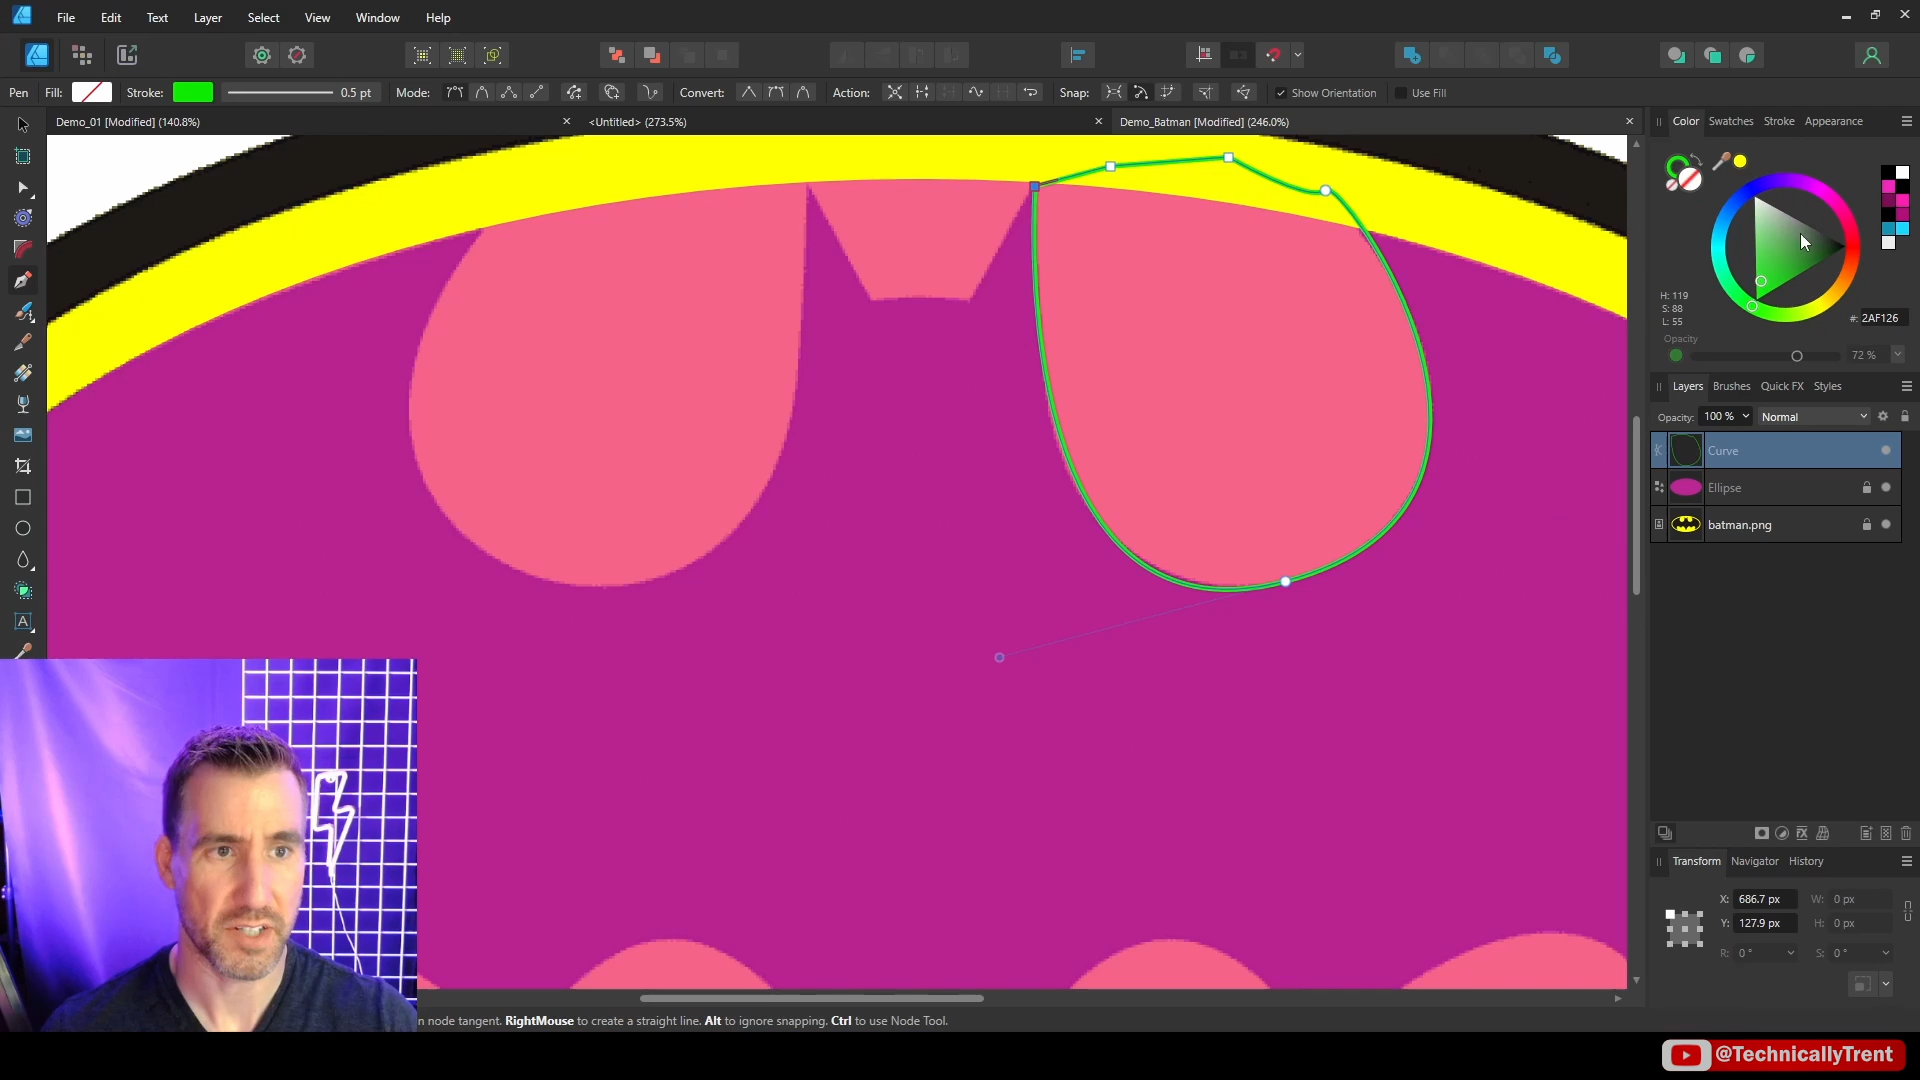 File Edit Text Layer Select View Window Help
Pen Fill: Stroke: 0.5 pt Mode: Convert: Action: Snap: Show Orientation Use Fill
Demo_01 [Modified] (140.8%) <Untitled> (273.5%) Demo_Batman [Modified] (246.0%)
Color Swatches Stroke Appearance
H: 119
S: 88
L: 55
#: 2AF126
Opacity
72 %
Layers Brushes Quick FX Styles
Opacity: 100 % Normal
Curve
Ellipse
batman.png
Transform Navigator History
X: 686.7 px W: 0 px
Y: 127.9 px H: 0 px
R: 0 ° S: 0 °
A
n node tangent. RightMouse to create a straight line. Alt to ignore snapping. Ctrl to use Node Tool.
@TechnicallyTrent